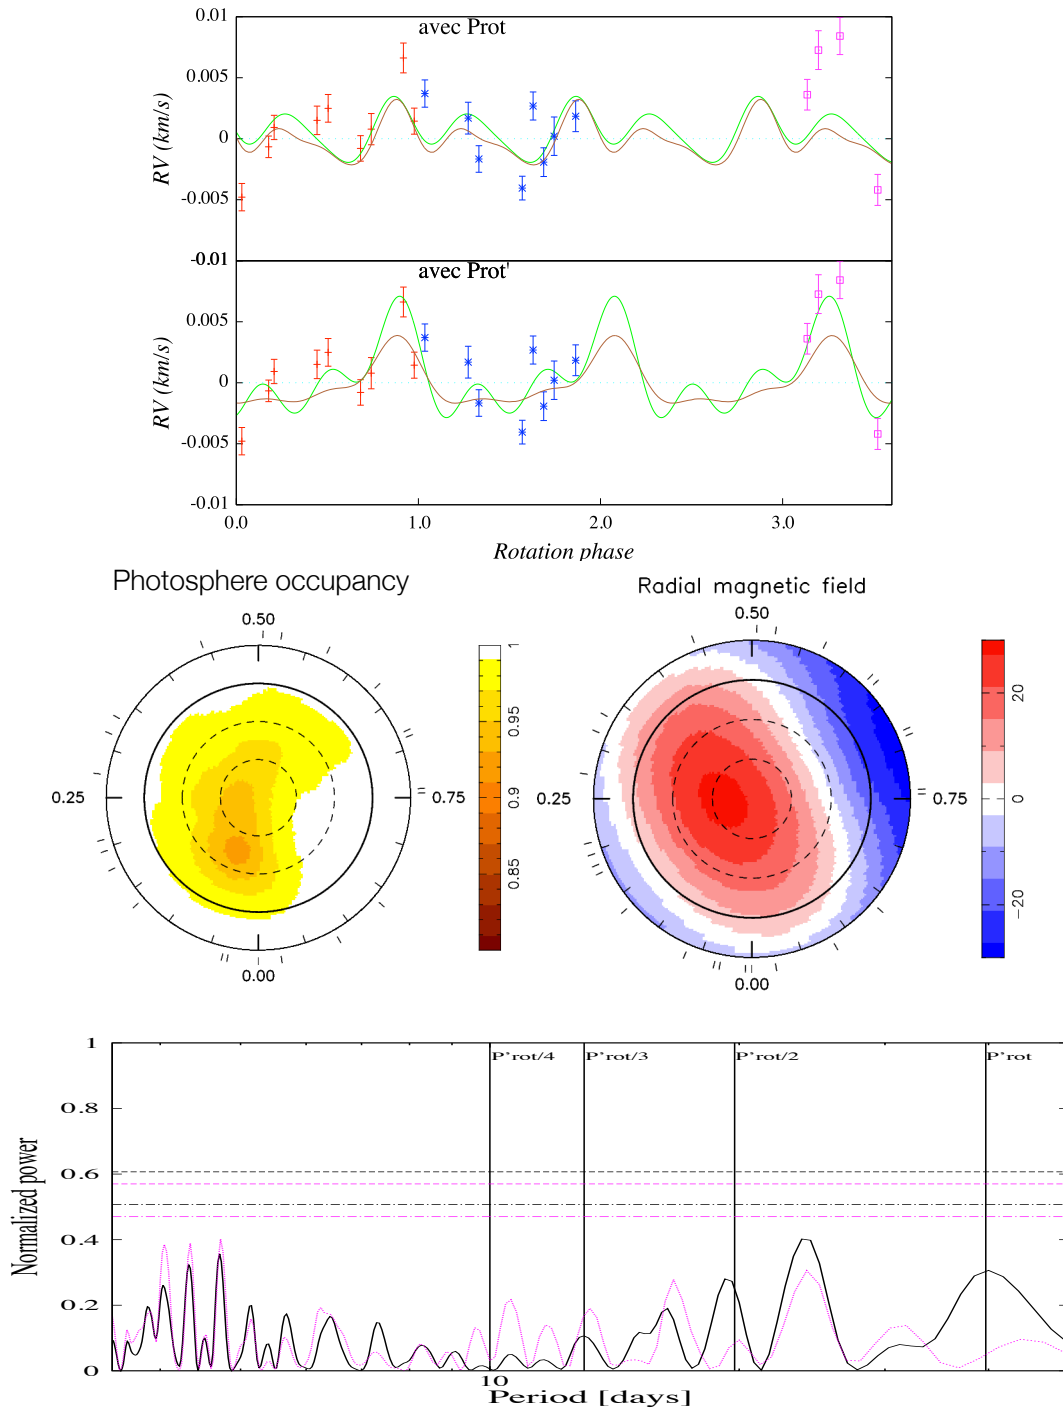 0.01
avec Prot
0.005
0
-0.005
-0.01
RV (km/s)
0.01
avec Prot'
0.005
0
-0.005
-0.01
RV (km/s)
0.0
1.0
2.0
3.0
Rotation phase
Photosphere occupancy
0.50
0.25
0.75
0.00
1
0.95
0.9
0.85
Radial magnetic field
0.50
0.25
0.75
0.00
20
0
−20
1
0.8
0.6
0.4
0.2
0
Normalized power
P'rot/4
P'rot/3
P'rot/2
P'rot
10
Period [days]